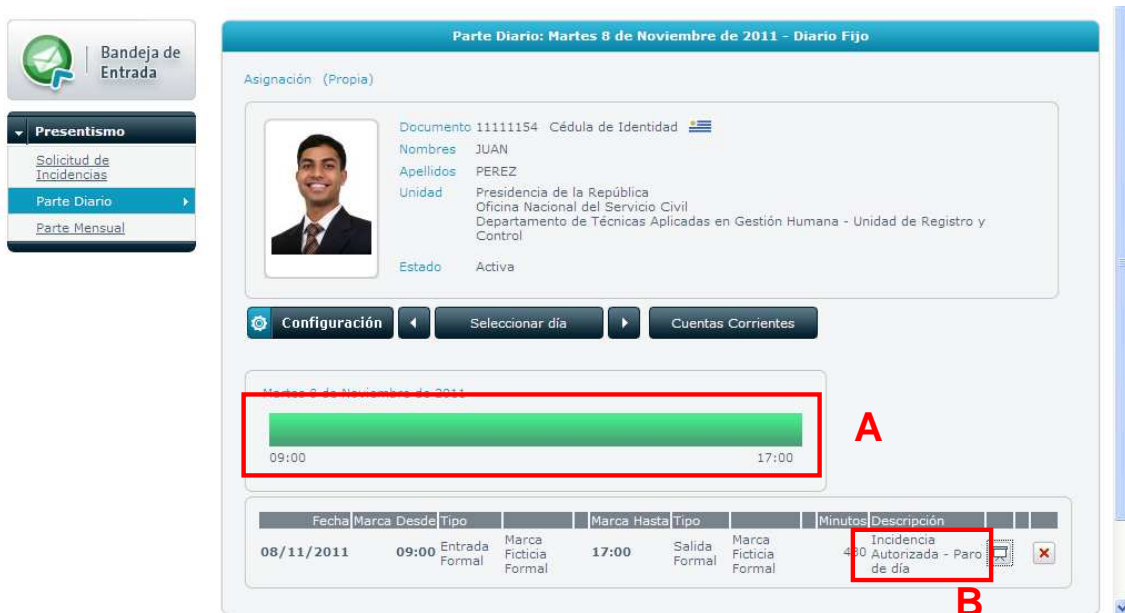 Parte Diario: Martes 8 de Noviembre de 2011 - Diario Fijo
Bandeja de
Entrada
Asignación (Propia)
Presentismo
Solicitud de
Incidencias
Parte Diario
Parte Mensual
Documento 11111154 Cédula de Identidad
Nombres JUAN
Apellidos PEREZ
Unidad Presidencia de la República
Oficina Nacional del Servicio Civil
Departamento de Técnicas Aplicadas en Gestión Humana - Unidad de Registro y
Control
Estado Activa
Configuración Seleccionar día Cuentas Corrientes
Martes 8 de Noviembre de 2011
A
09:00 17:00
Fecha Marca Desde Tipo Marca Hasta Tipo Minutos Descripción
08/11/2011 09:00 Entrada Formal Marca Ficticia Formal 17:00 Salida Formal Marca Ficticia Formal 480 Incidencia Autorizada - Paro de día
B